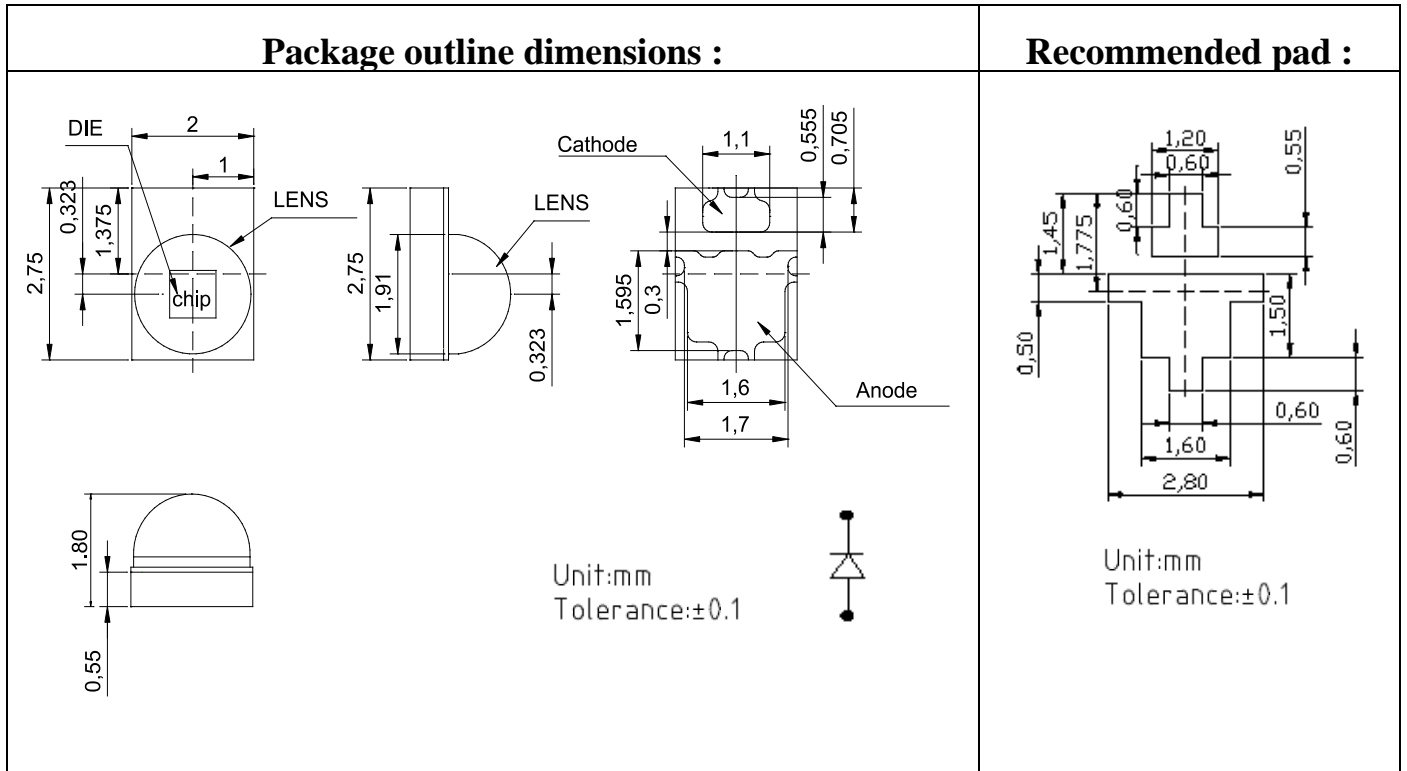 Package outline dimensions :
Recommended pad :
DIE
2
1
0,323
1,375
2,75
LENS
chip
2,75
1,91
LENS
0,323
Cathode
1,1
0,555
0,705
1,595
0,3
1,6
1,7
Anode
1.80
0,55
Unit:mm
Tolerance:±0.1
1,20
0,60
0,55
0,60
1,45
1,775
0,50
1,50
0,60
0,60
1,60
2,80
Unit:mm
Tolerance:±0.1